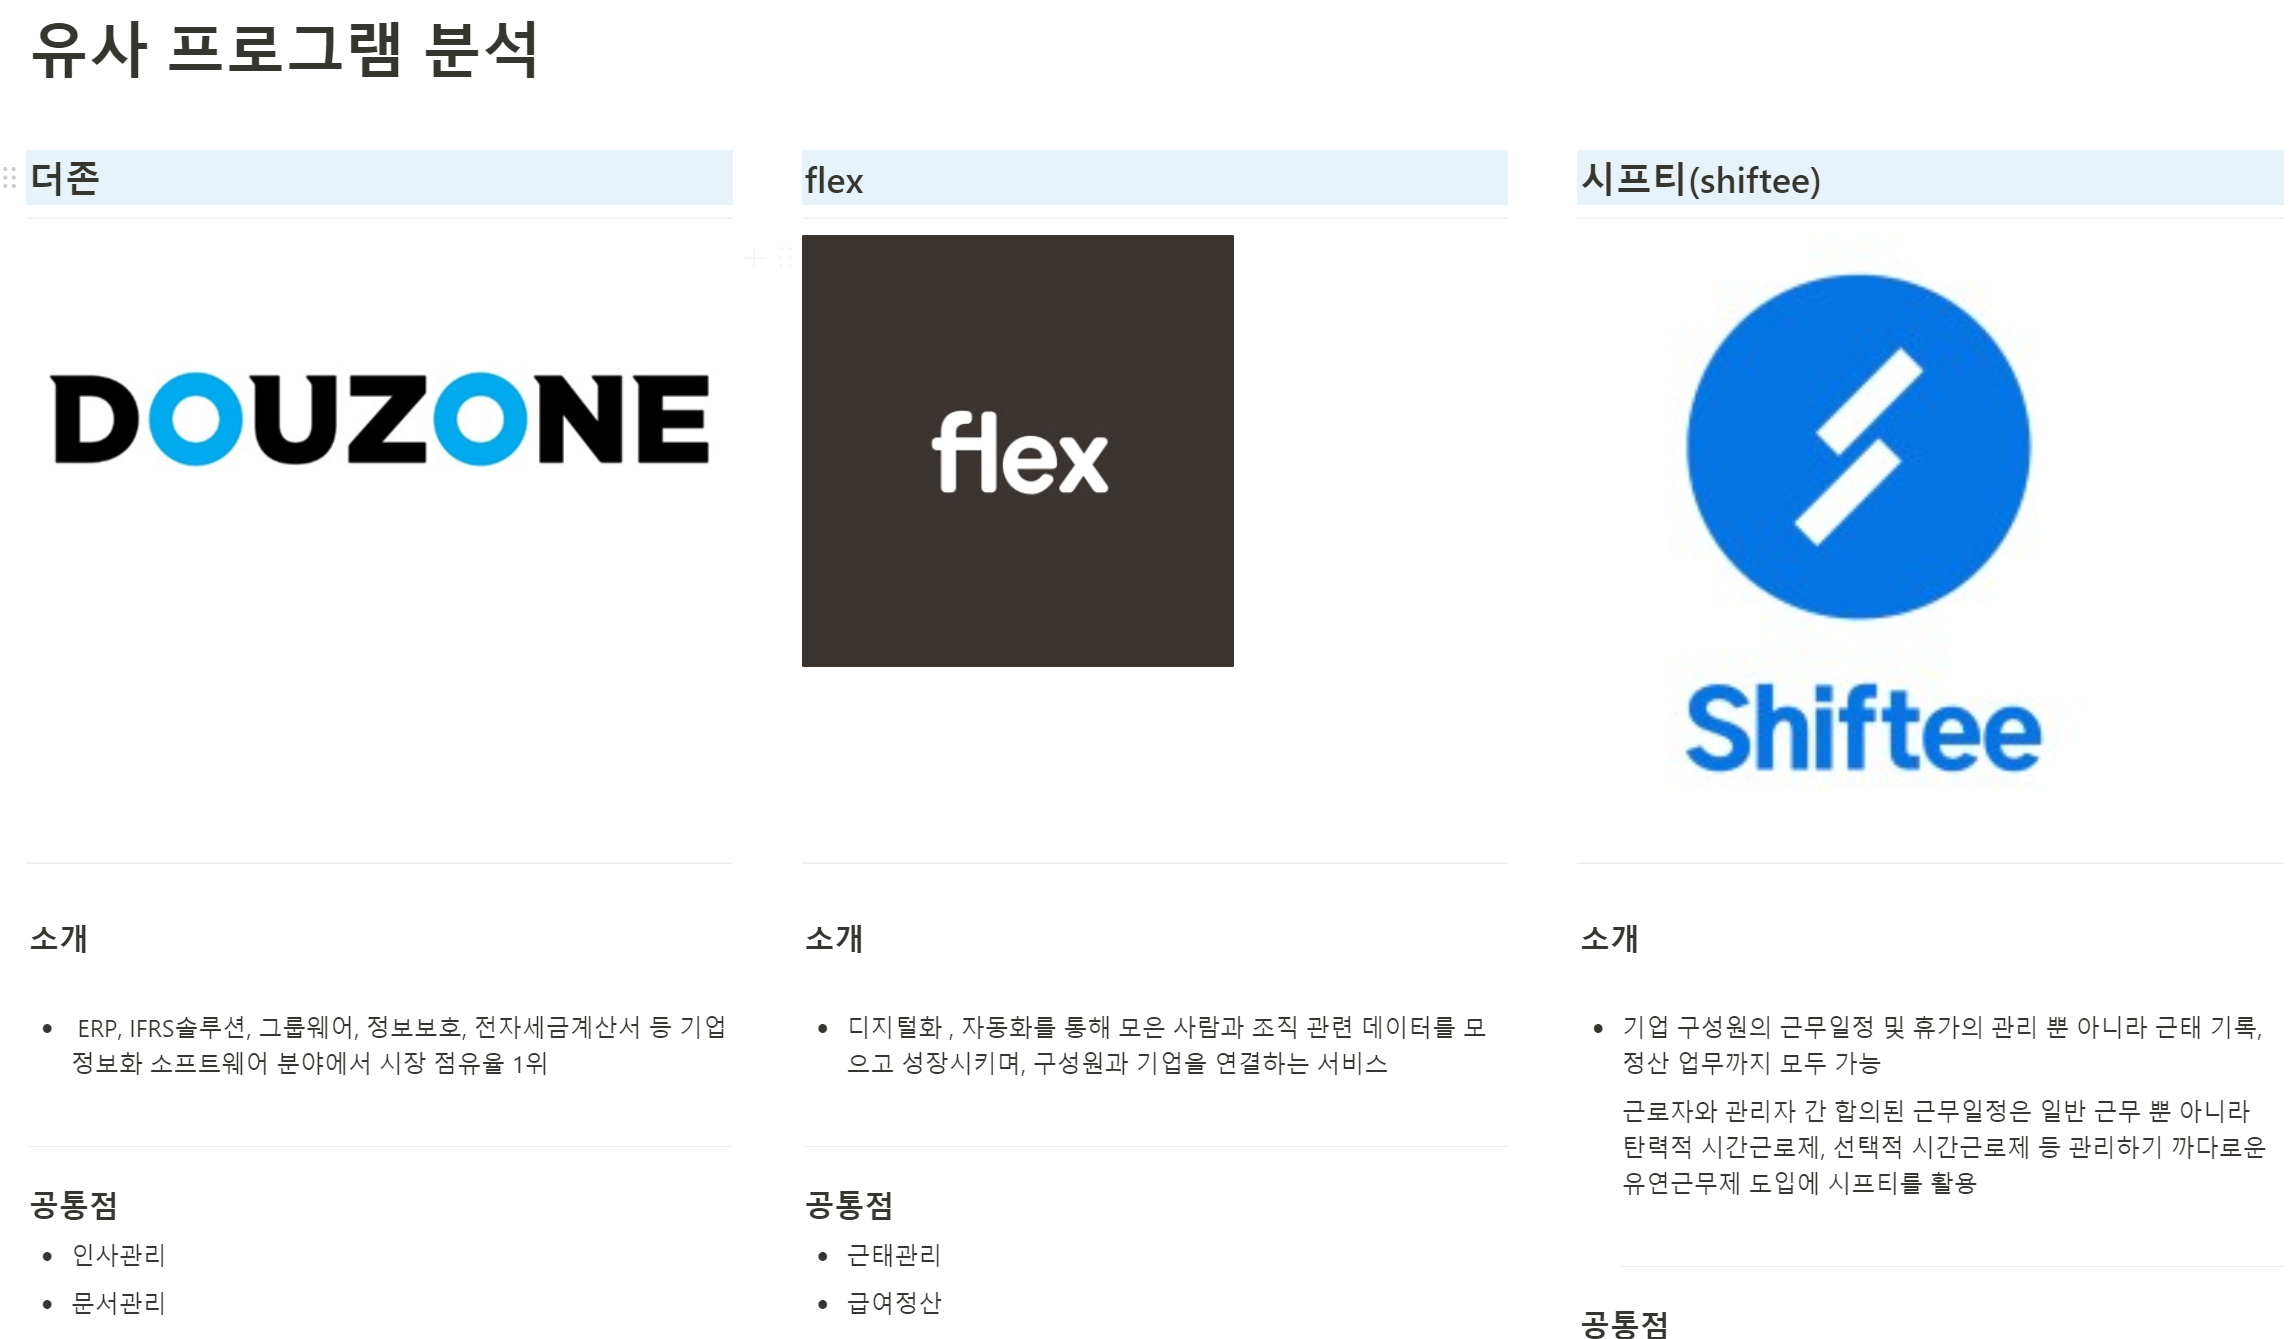 유사 프로그램 분석
더존
DOUZONE
소개
ERP, IFRS솔루션, 그룹웨어, 정보보호, 전자세금계산서 등 기업
정보화 소프트웨어 분야에서 시장 점유율 1위
공통점
인사관리
문서관리
flex
flex
소개
디지털화 , 자동화를 통해 모은 사람과 조직 관련 데이터를 모
으고 성장시키며, 구성원과 기업을 연결하는 서비스
공통점
근태관리
급여정산
시프티(shiftee)
Shiftee
소개
기업 구성원의 근무일정 및 휴가의 관리 뿐 아니라 근태 기록,
정산 업무까지 모두 가능
근로자와 관리자 간 합의된 근무일정은 일반 근무 뿐 아니라
탄력적 시간근로제, 선택적 시간근로제 등 관리하기 까다로운
유연근무제 도입에 시프티를 활용
공통점